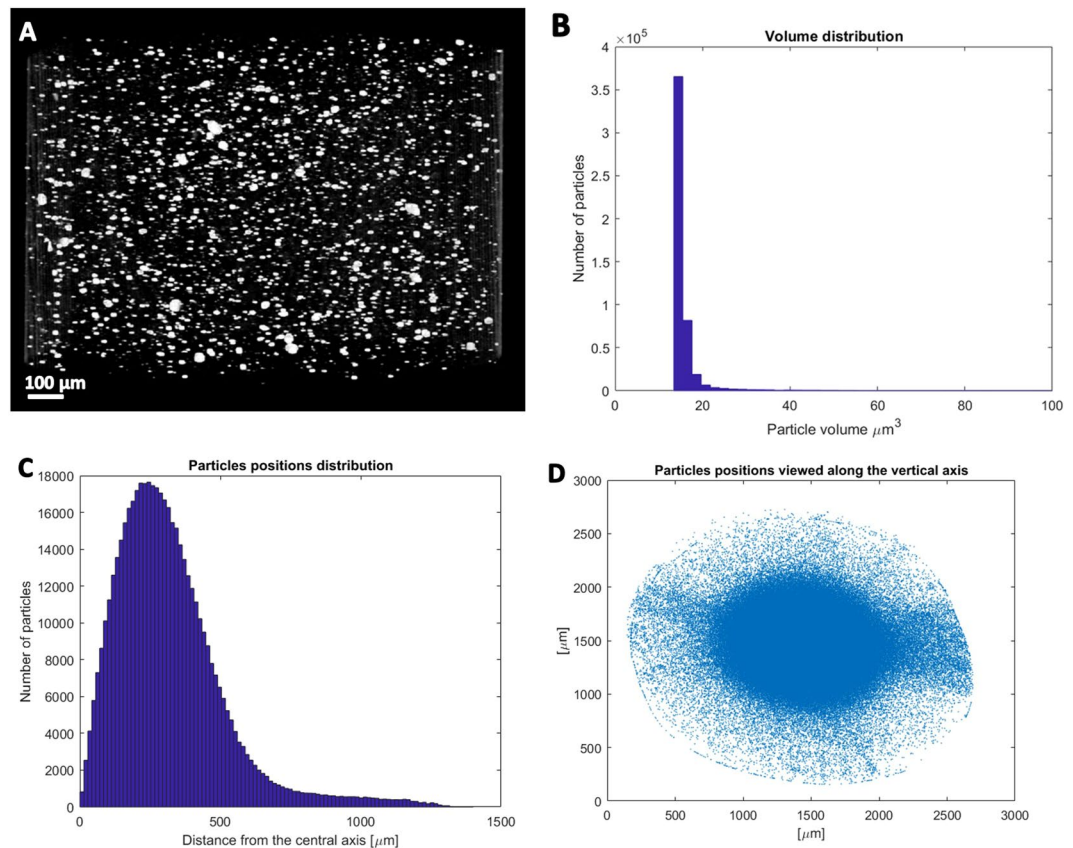 A
100 µm
B
Volume distribution
×10⁵
4
3.5
3
2.5
2
1.5
1
0.5
0
0 20 40 60 80 100
Number of particles
Particle volume μm³
C
Particles positions distribution
18000
16000
14000
12000
10000
8000
6000
4000
2000
0
0 500 1000 1500
Number of particles
Distance from the central axis [μm]
D
Particles positions viewed along the vertical axis
3000
2500
2000
1500
1000
500
0
0 500 1000 1500 2000 2500 3000
[μm]
[μm]